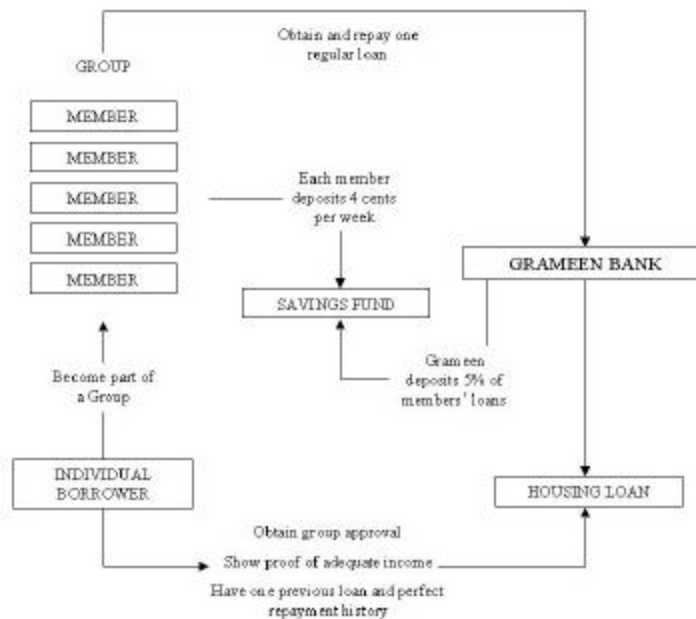 Obtain and repay one
regular loan
GROUP
MEMBER
MEMBER
MEMBER
MEMBER
MEMBER
Each member
deposits 4 cents
per week
GRAMEEN BANK
SAVINGS FUND
Grameen
deposits 5% of
members' loans
Become part of
a Group
INDIVIDUAL
BORROWER
HOUSING LOAN
Obtain group approval
Show proof of adequate income
Have one previous loan and perfect
repayment history